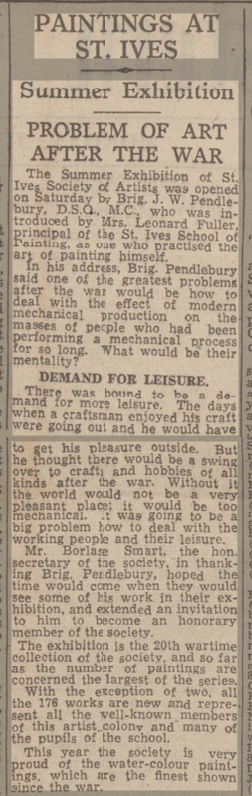 PAINTINGS AT
ST. IVES
Summer Exhibition
PROBLEM OF ART
AFTER THE WAR
The Summer Exhibition of St.
Ives Society of Artists was opened
on Saturday by Brig. J. W. Pendle-
bury, D.S.O., M.C., who was in-
troduced by Mrs. Leonard Fuller,
principal of the St. Ives School of
Painting, as one who practised the
art of painting himself.
In his address, Brig. Pendlebury
said one of the greatest problems
after the war would be how to
deal with the effect of modern
mechanical production on the
masses of people who had been
performing a mechanical process
for so long. What would be their
mentality?
DEMAND FOR LEISURE.
There was bound to be a de-
mand for more leisure. The days
when a craftsman enjoyed his craft
were going out and he would have
to get his pleasure outside. But
he thought there would be a swing
over to crafts and hobbies of all
kinds after the war. Without it
the world would not be a very
pleasant place; it would be too
mechanical. It was going to be a
big problem how to deal with the
working people and their leisure.
Mr. Borlase Smart, the hon.
secretary of the society, in thank-
ing Brig. Pendlebury, hoped the
time would come when they would
see some of his work in their ex-
hibition, and extended an invitation
to him to become an honorary
member of the society.
The exhibition is the 20th wartime
collection of the society, and so far
as the number of paintings are
concerned the largest of the series.
With the exception of two, all
the 176 works are new and repre-
sent all the well-known members
of this artist colony and many of
the pupils of the school.
This year the society is very
proud of the water-colour paint-
ings, which are the finest shown
since the war.